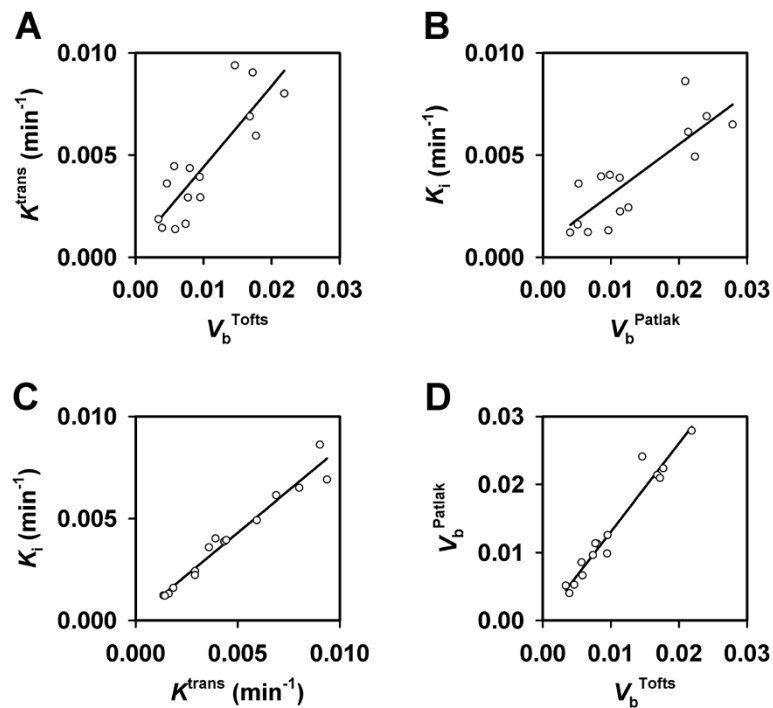 A
0.010
0.005
0.000
K^trans (min^-1)
0.00 0.01 0.02 0.03
V_b^Tofts
B
0.010
0.005
0.000
K_i (min^-1)
0.00 0.01 0.02 0.03
V_b^Patlak
C
0.010
0.005
0.000
K_i (min^-1)
0.000 0.005 0.010
K^trans (min^-1)
D
0.03
0.02
0.01
0.00
V_b^Patlak
0.00 0.01 0.02 0.03
V_b^Tofts